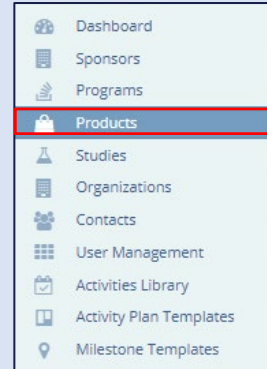 Dashboard
Sponsors
Programs
Products
Studies
Organizations
Contacts
User Management
Activities Library
Activity Plan Templates
Milestone Templates